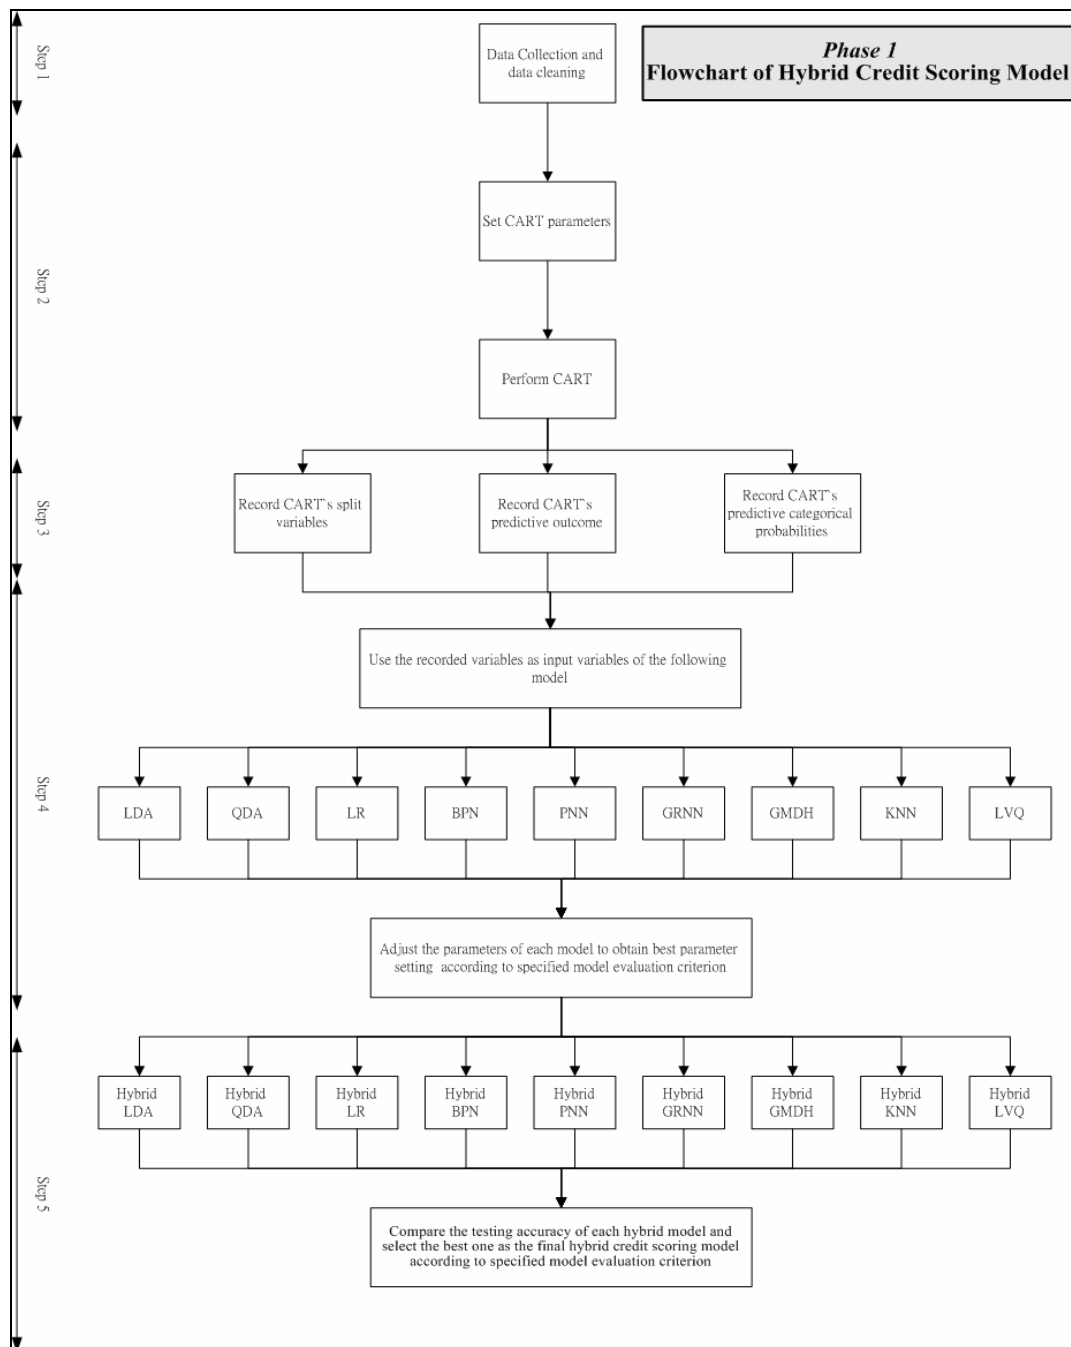 Phase 1
Flowchart of Hybrid Credit Scoring Model
Step 1
Data Collection and
data cleaning
Step 2
Set CART parameters
Perform CART
Step 3
Record CART`s split
variables
Record CART`s
predictive outcome
Record CART`s
predictive categorical
probabilities
Step 4
Use the recorded variables as input variables of the following
model
LDA
QDA
LR
BPN
PNN
GRNN
GMDH
KNN
LVQ
Adjust the parameters of each model to obtain best parameter
setting according to specified model evaluation criterion
Step 5
Hybrid
LDA
Hybrid
QDA
Hybrid
LR
Hybrid
BPN
Hybrid
PNN
Hybrid
GRNN
Hybrid
GMDH
Hybrid
KNN
Hybrid
LVQ
Compare the testing accuracy of each hybrid model and
select the best one as the final hybrid credit scoring model
according to specified model evaluation criterion